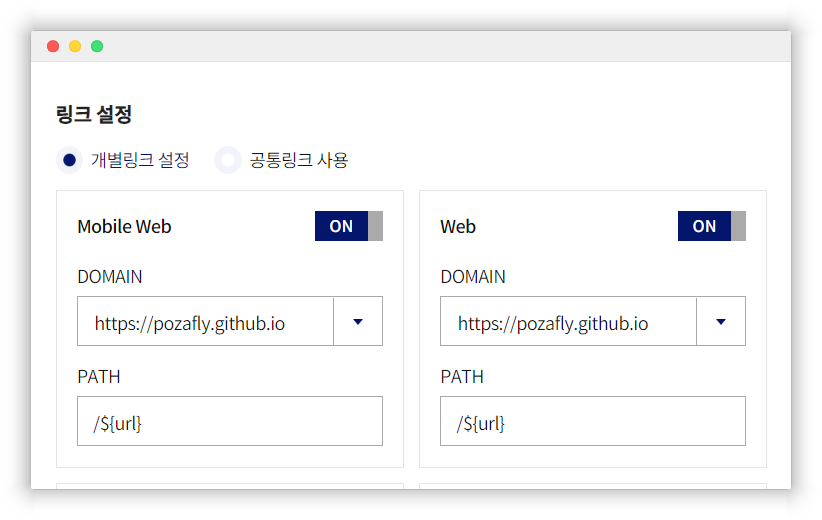 링크 설정
개별링크 설정 공통링크 사용
Mobile Web ON
DOMAIN
https://pozafly.github.io
PATH
/${url}
Web ON
DOMAIN
https://pozafly.github.io
PATH
/${url}